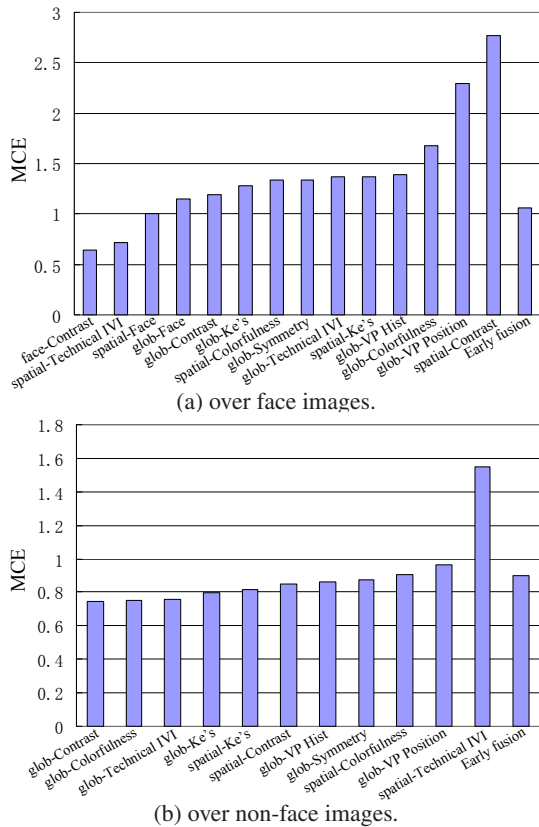 3
2.5
2
1.5
1
0.5
0
MCE
face-Contrast
spatial-Technical IVI
spatial-Face
glob-Face
glob-Contrast
glob-Ke's
spatial-Colorfulness
glob-Symmetry
glob-Technical IVI
spatial-Ke's
glob-VP Hist
glob-Colorfulness
glob-VP Position
spatial-Contrast
Early fusion
(a) over face images.
1.8
1.6
1.4
1.2
1
0.8
0.6
0.4
0.2
0
MCE
glob-Contrast
glob-Colorfulness
glob-Technical IVI
glob-Ke's
spatial-Ke's
spatial-Contrast
glob-VP Hist
glob-Symmetry
spatial-Colorfulness
glob-VP Position
spatial-Technical IVI
Early fusion
(b) over non-face images.